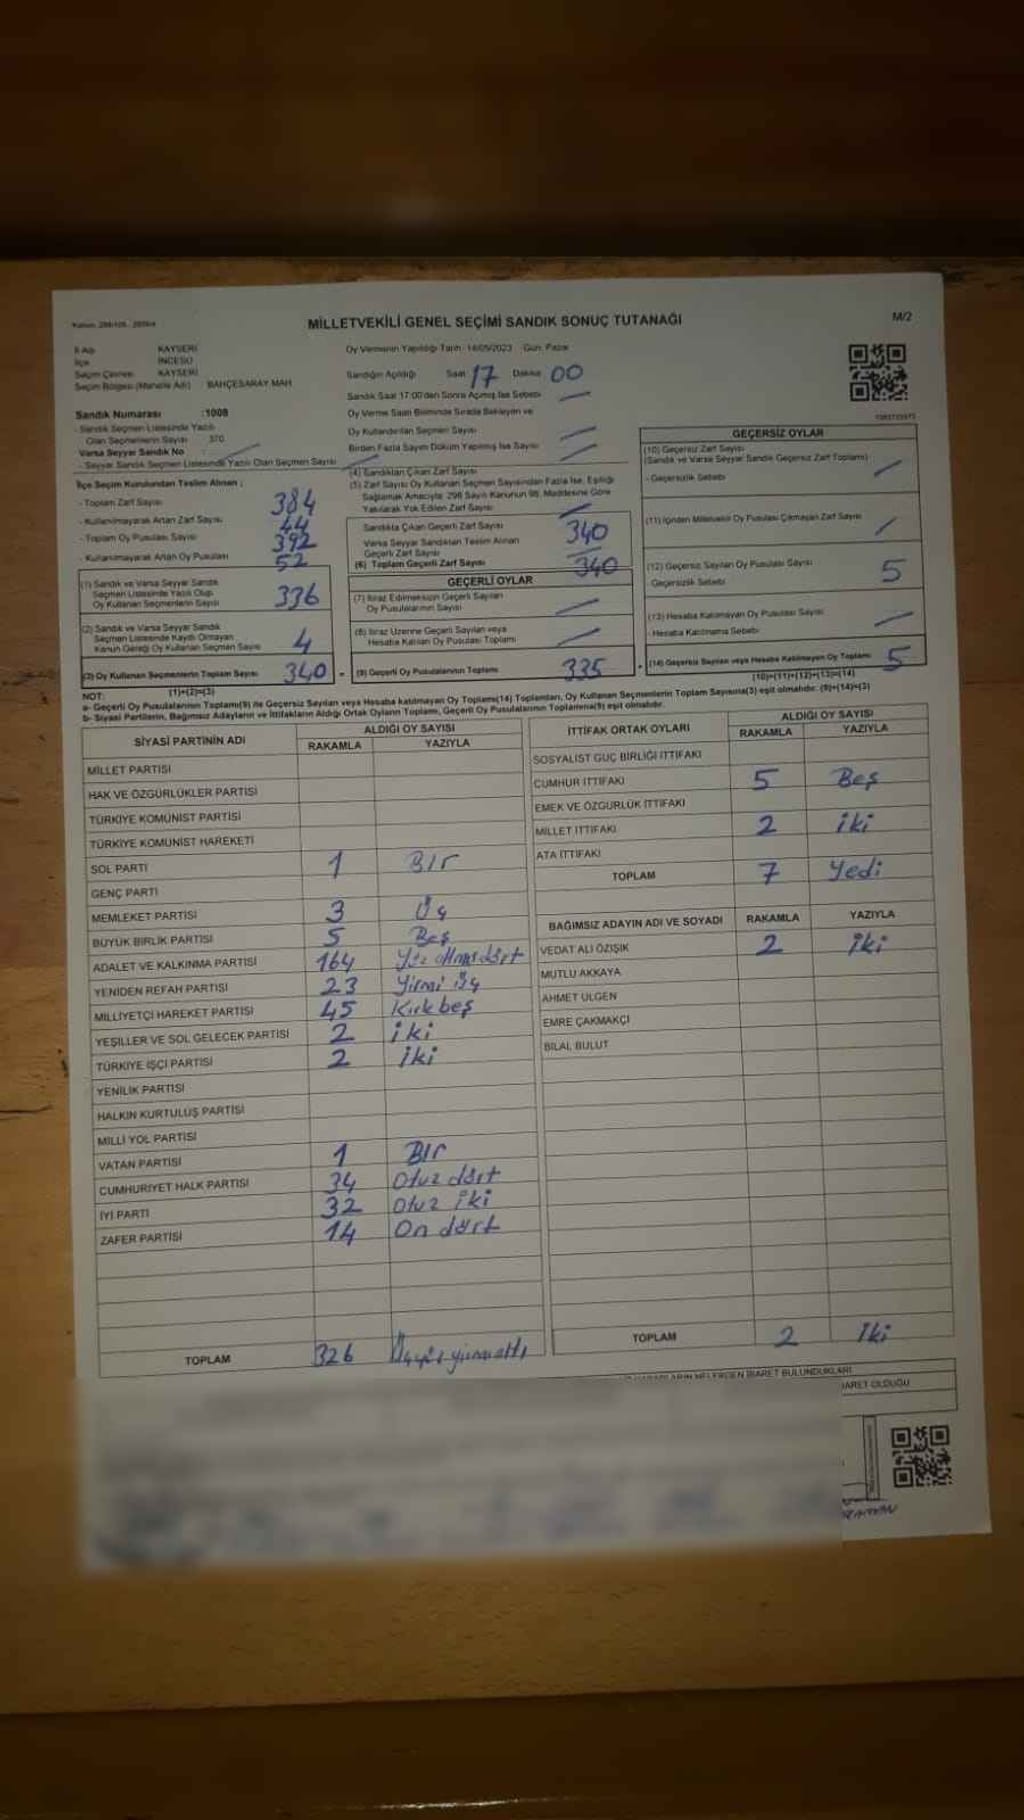 MİLLETVEKİLİ GENEL SEÇİMİ SANDIK SONUÇ TUTANAĞI
M/2
İl Adı KAYSERİ
İlçe İNCESU
Seçim Çevresi KAYSERİ
Seçim Bölgesi (Mahalle Adı) BAHÇESARAY MAH
Sandık Numarası :1008
- Sandık Seçmen Listesinde Yazılı
Olan Seçmenlerin Sayısı 370
Varsa Seyyar Sandık No
- Seyyar Sandık Seçmen Listesinde Yazılı Olan Seçmen Sayısı
İlçe Seçim Kurulundan Teslim Alınan ;
- Toplam Zarf Sayısı 384
- Kullanılmayarak Artan Zarf Sayısı 44
- Toplam Oy Pusulası Sayısı 392
- Kullanılmayarak Artan Oy Pusulası 52
(1) Sandık ve Varsa Seyyar Sandık
Seçmen Listesinde Yazılı Olup
Oy Kullanan Seçmenlerin Sayısı 336
(2) Sandık ve Varsa Seyyar Sandık
Seçmen Listesinde Kayıtlı Olmayan
Kanun Gereği Oy Kullanan Seçmen Sayısı 4
(3) Oy Kullanan Seçmenlerin Toplam Sayısı 340
(1)+(2)=(3)
Oy Vermenin Yapıldığı Tarih 14/05/2023 Gün: Pazar
Sandığın Açıldığı Saat 17 Dakika 00
Sandık Saat 17:00'den Sonra Açılmış İse Sebebi
Oy Verme Saati Bitiminde Sırada Bekleyen ve
Oy Kullandırılan Seçmen Sayısı
Birden Fazla Sayım Döküm Yapılmış İse Sayısı
(4) Sandıktan Çıkan Zarf Sayısı
(5) Zarf Sayısı Oy Kullanan Seçmen Sayısından Fazla İse, Eşitliği
Sağlamak Amacıyla; 298 Sayılı Kanunun 98. Maddesine Göre
Yakılarak Yok Edilen Zarf Sayısı
Sandıkta Çıkan Geçerli Zarf Sayısı 340
Varsa Seyyar Sandıktan Teslim Alınan
Geçerli Zarf Sayısı
(6) Toplam Geçerli Zarf Sayısı 340
GEÇERLİ OYLAR
(7) İtiraz Edilmeksizin Geçerli Sayılan
Oy Pusulalarının Sayısı
(8) İtiraz Üzerine Geçerli Sayılan veya
Hesaba Katılan Oy Pusulası Toplamı
(9) Geçerli Oy Pusulalarının Toplamı 335
GEÇERSİZ OYLAR
(10) Geçersiz Zarf Sayısı
(Sandık ve Varsa Seyyar Sandık Geçersiz Zarf Toplamı)
- Geçersizlik Sebebi
(11) İçinden Milletvekili Oy Pusulası Çıkmayan Zarf Sayısı
(12) Geçersiz Sayılan Oy Pusulası Sayısı 5
Geçersizlik Sebebi
(13) Hesaba Katılmayan Oy Pusulası Sayısı
- Hesaba Katılmama Sebebi
(14) Geçersiz Sayılan veya Hesaba Katılmayan Oy Toplamı 5
(10)+(11)+(12)+(13)=(14)
NOT:
a- Geçerli Oy Pusulalarının Toplamı(9) ile Geçersiz Sayılan veya Hesaba katılmayan Oy Toplamı(14) Toplamları, Oy Kullanan Seçmenlerin Toplam Sayısına(3) eşit olmalıdır. (9)+(14)=(3)
b- Siyasi Partilerin, Bağımsız Adayların ve İttifakların Aldığı Ortak Oyların Toplamı, Geçerli Oy Pusulalarının Toplamına(9) eşit olmalıdır.
SİYASİ PARTİNİN ADI ALDIĞI OY SAYISI
RAKAMLA YAZIYLA
MİLLET PARTİSİ
HAK VE ÖZGÜRLÜKLER PARTİSİ
TÜRKİYE KOMÜNİST PARTİSİ
TÜRKİYE KOMÜNİST HAREKETİ
SOL PARTİ 1 Bir
GENÇ PARTİ
MEMLEKET PARTİSİ 3 Üç
BÜYÜK BİRLİK PARTİSİ 5 Beş
ADALET VE KALKINMA PARTİSİ 164 Yüz altmışdört
YENİDEN REFAH PARTİSİ 23 Yirmi üç
MİLLİYETÇİ HAREKET PARTİSİ 45 Kırkbeş
YEŞİLLER VE SOL GELECEK PARTİSİ 2 iki
TÜRKİYE İŞÇİ PARTİSİ 2 iki
YENİLİK PARTİSİ
HALKIN KURTULUŞ PARTİSİ
MİLLİ YOL PARTİSİ
VATAN PARTİSİ 1 Bir
CUMHURİYET HALK PARTİSİ 34 Otuz dört
İYİ PARTİ 32 Otuz iki
ZAFER PARTİSİ 14 On dört
TOPLAM 326 Üçyüz yirmialtı
İTTİFAK ORTAK OYLARI ALDIĞI OY SAYISI
RAKAMLA YAZIYLA
SOSYALİST GÜÇ BİRLİĞİ İTTİFAKI
CUMHUR İTTİFAKI 5 Beş
EMEK VE ÖZGÜRLÜK İTTİFAKI
MİLLET İTTİFAKI 2 iki
ATA İTTİFAKI
TOPLAM 7 Yedi
BAĞIMSIZ ADAYIN ADI VE SOYADI RAKAMLA YAZIYLA
VEDAT ALİ ÖZIŞIK 2 iki
MUTLU AKKAYA
AHMET ÜLGEN
EMRE ÇAKMAKÇI
BİLAL BULUT
TOPLAM 2 İki
NELERDEN İBARET BULUNDUKLARI
İBARET OLDUĞU